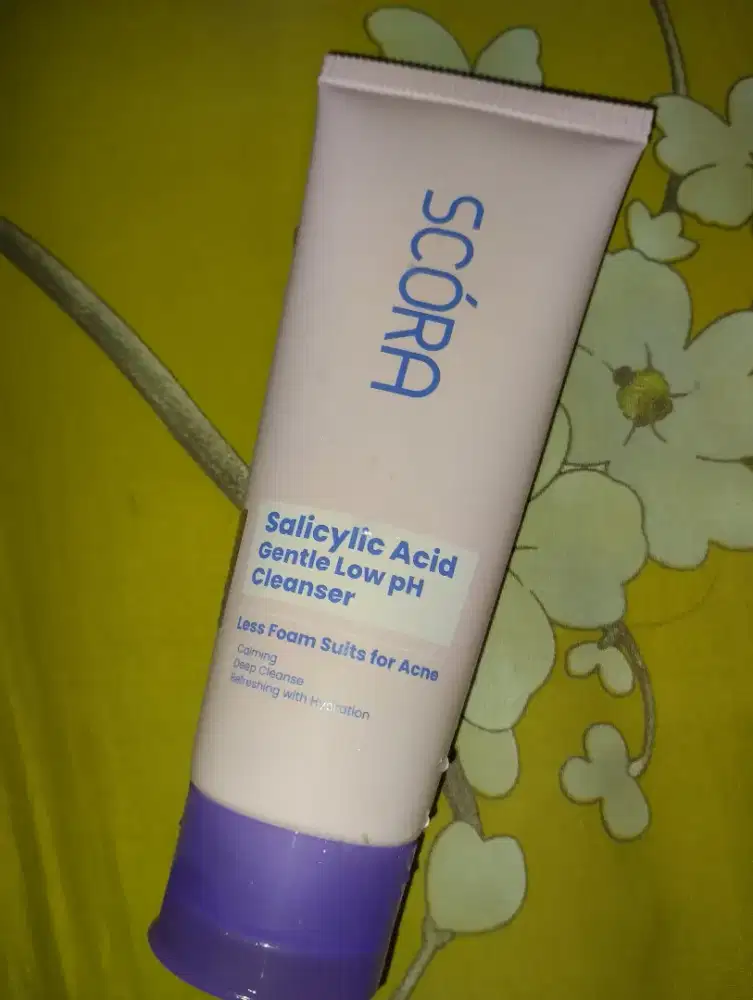 SCÓRA
Salicylic Acid
Gentle Low pH
Cleanser
Less Foam Suits for Acne
Calming
Deep Cleanse
Refreshing with Hydration